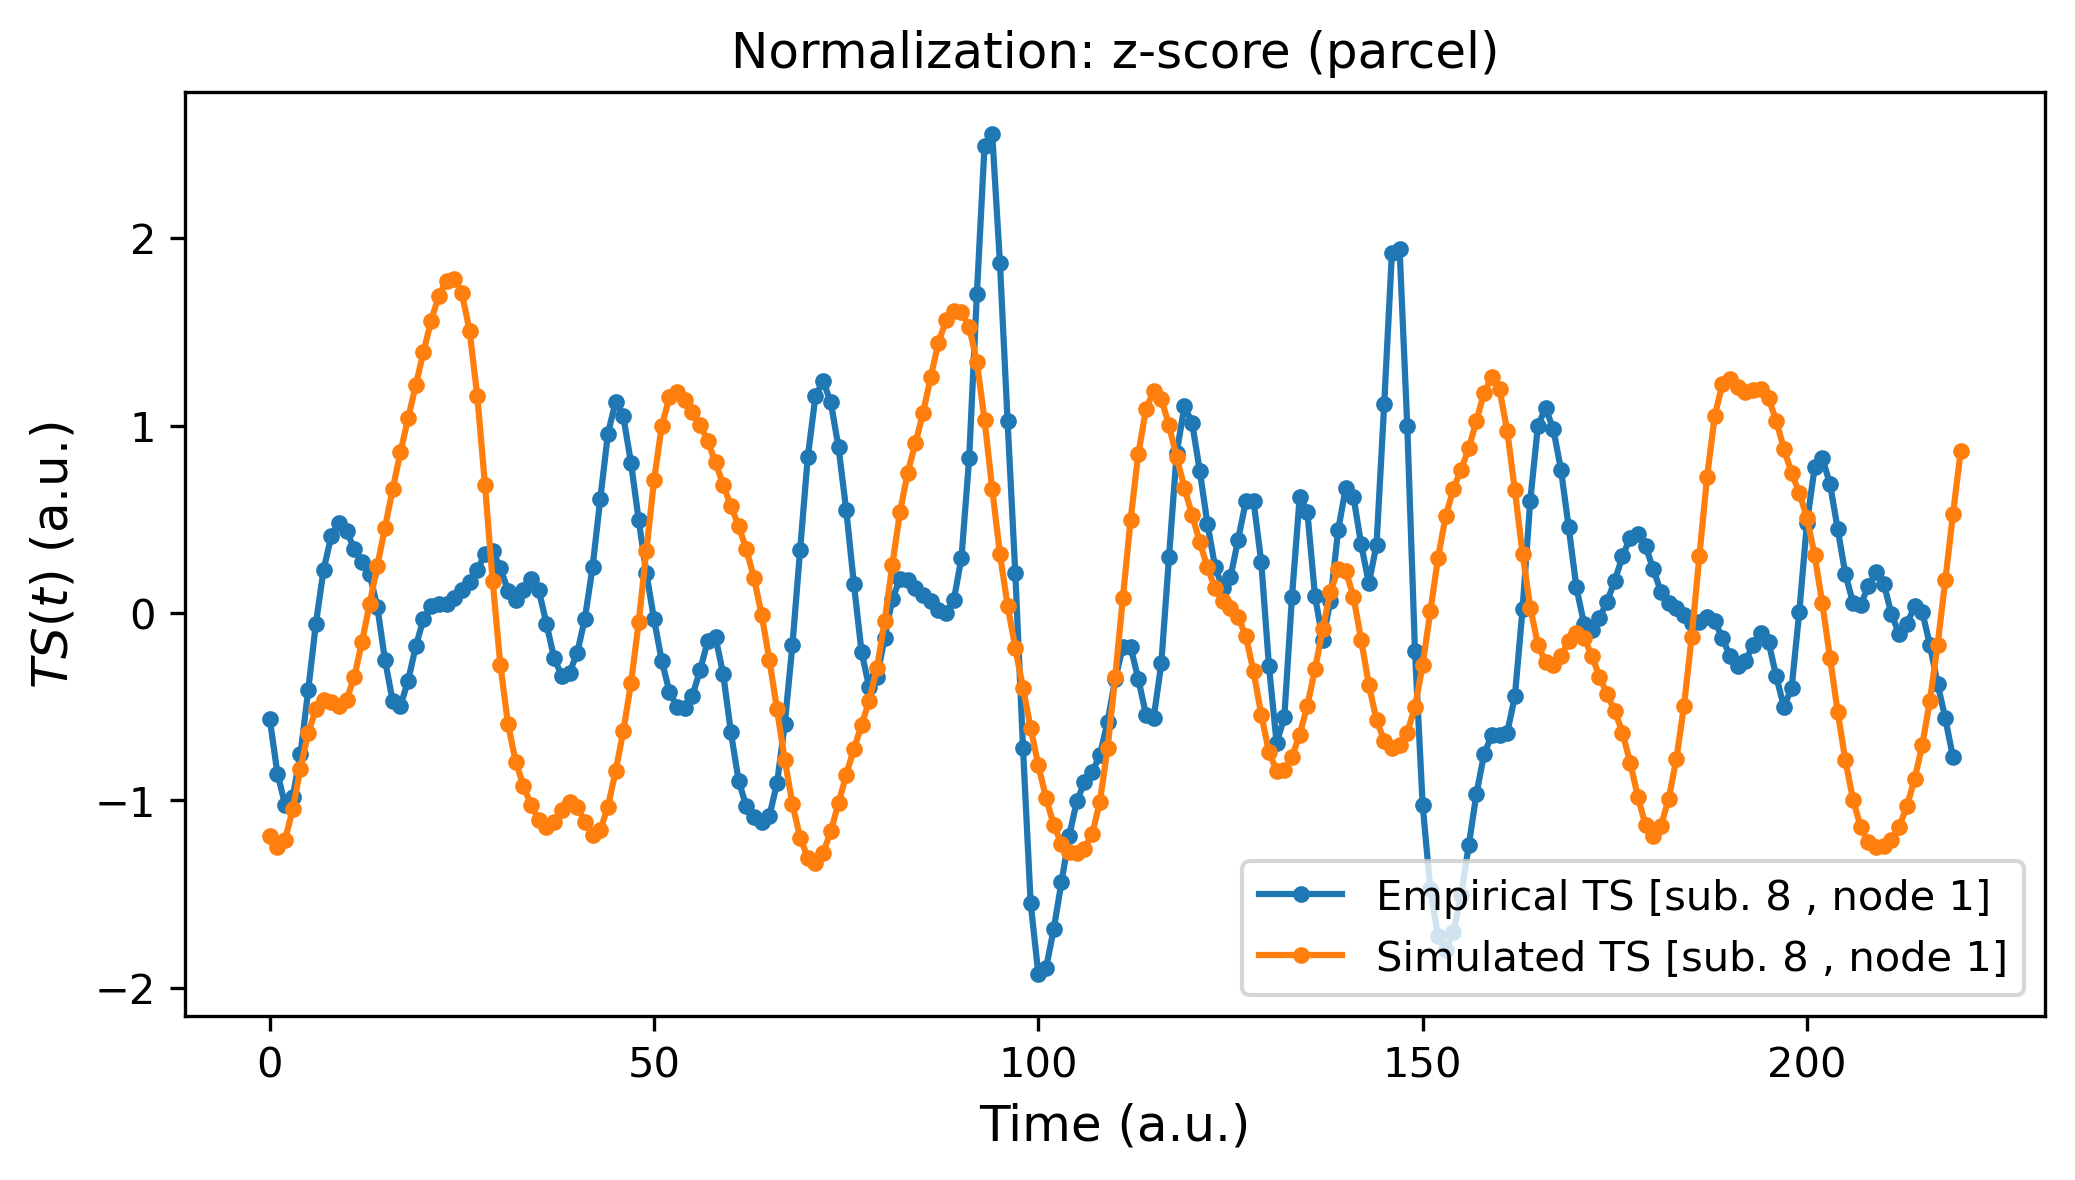 Normalization: z-score (parcel)
TS(t) (a.u.)
2
1
0
−1
−2
Empirical TS [sub. 8 , node 1]
Simulated TS [sub. 8 , node 1]
0 50 100 150 200
Time (a.u.)